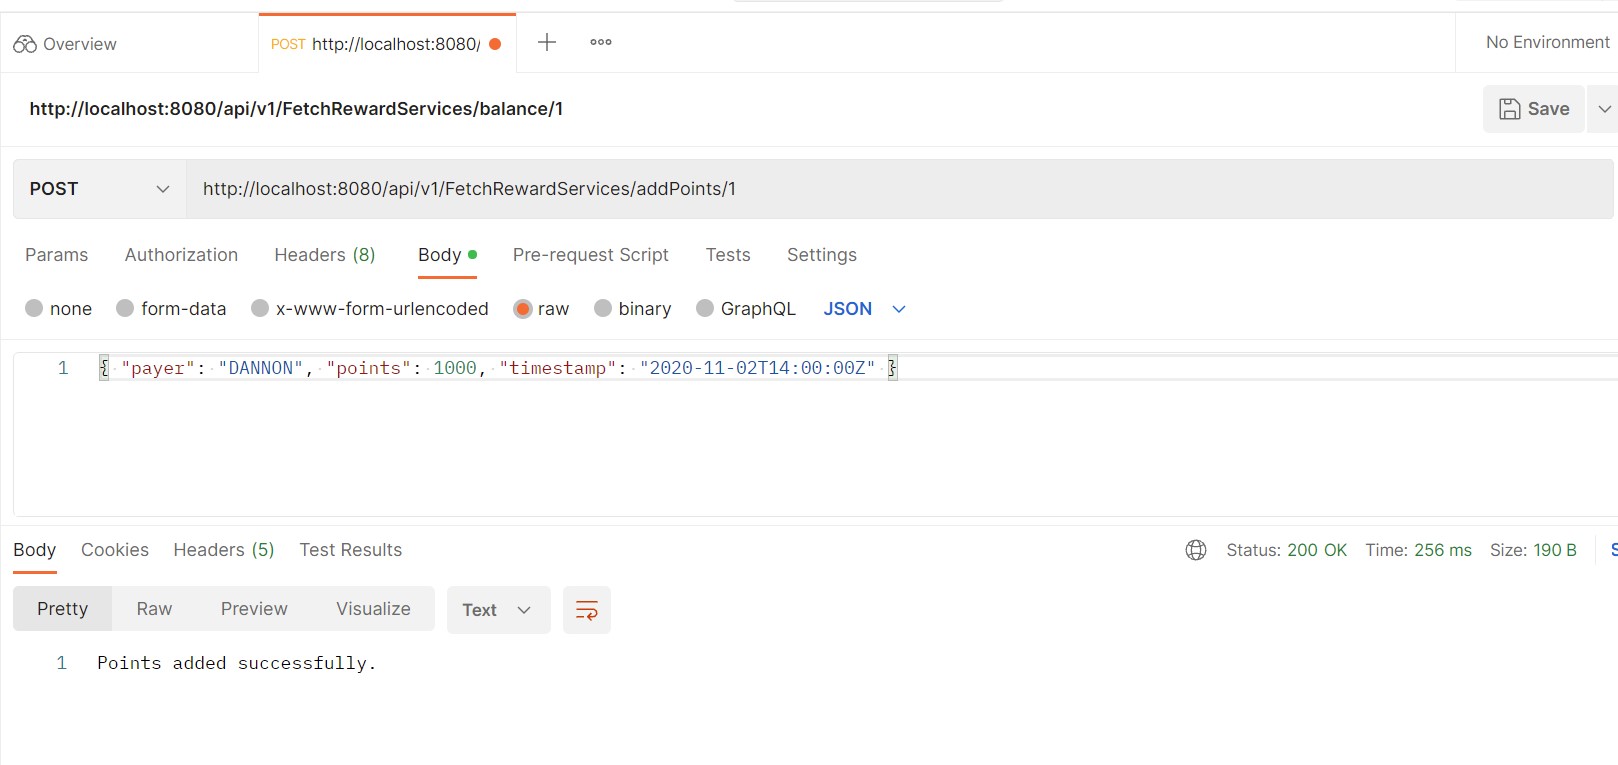 Overview
POST http://localhost:8080/
No Environment
http://localhost:8080/api/v1/FetchRewardServices/balance/1
Save
POST http://localhost:8080/api/v1/FetchRewardServices/addPoints/1
Params Authorization Headers (8) Body Pre-request Script Tests Settings
none form-data x-www-form-urlencoded raw binary GraphQL JSON
1 { "payer": "DANNON", "points": 1000, "timestamp": "2020-11-02T14:00:00Z" }
Body Cookies Headers (5) Test Results Status: 200 OK Time: 256 ms Size: 190 B
Pretty Raw Preview Visualize Text
1 Points added successfully.